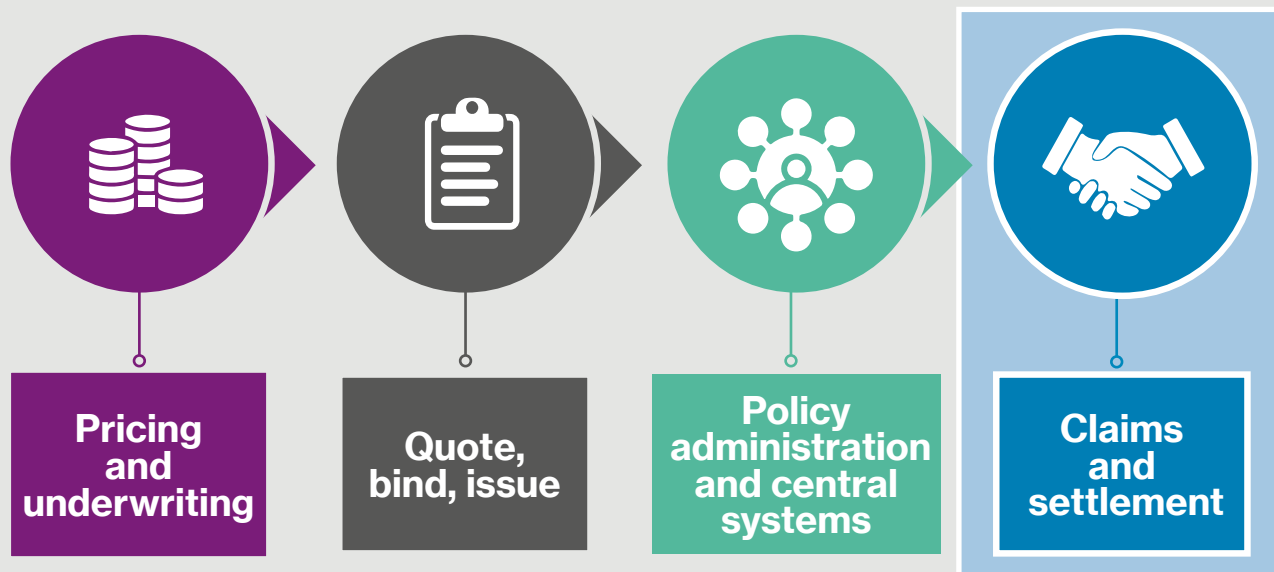 Pricing
and
underwriting
Quote,
bind, issue
Policy
administration
and central
systems
Claims
and
settlement